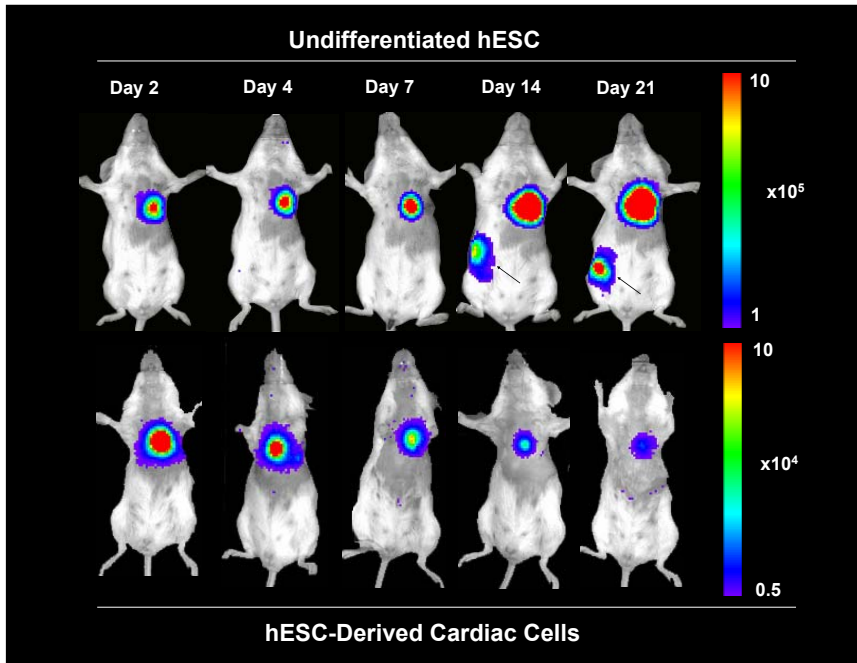 Undifferentiated hESC
Day 2 Day 4 Day 7 Day 14 Day 21
10
x10⁵
1
10
x10⁴
0.5
hESC-Derived Cardiac Cells